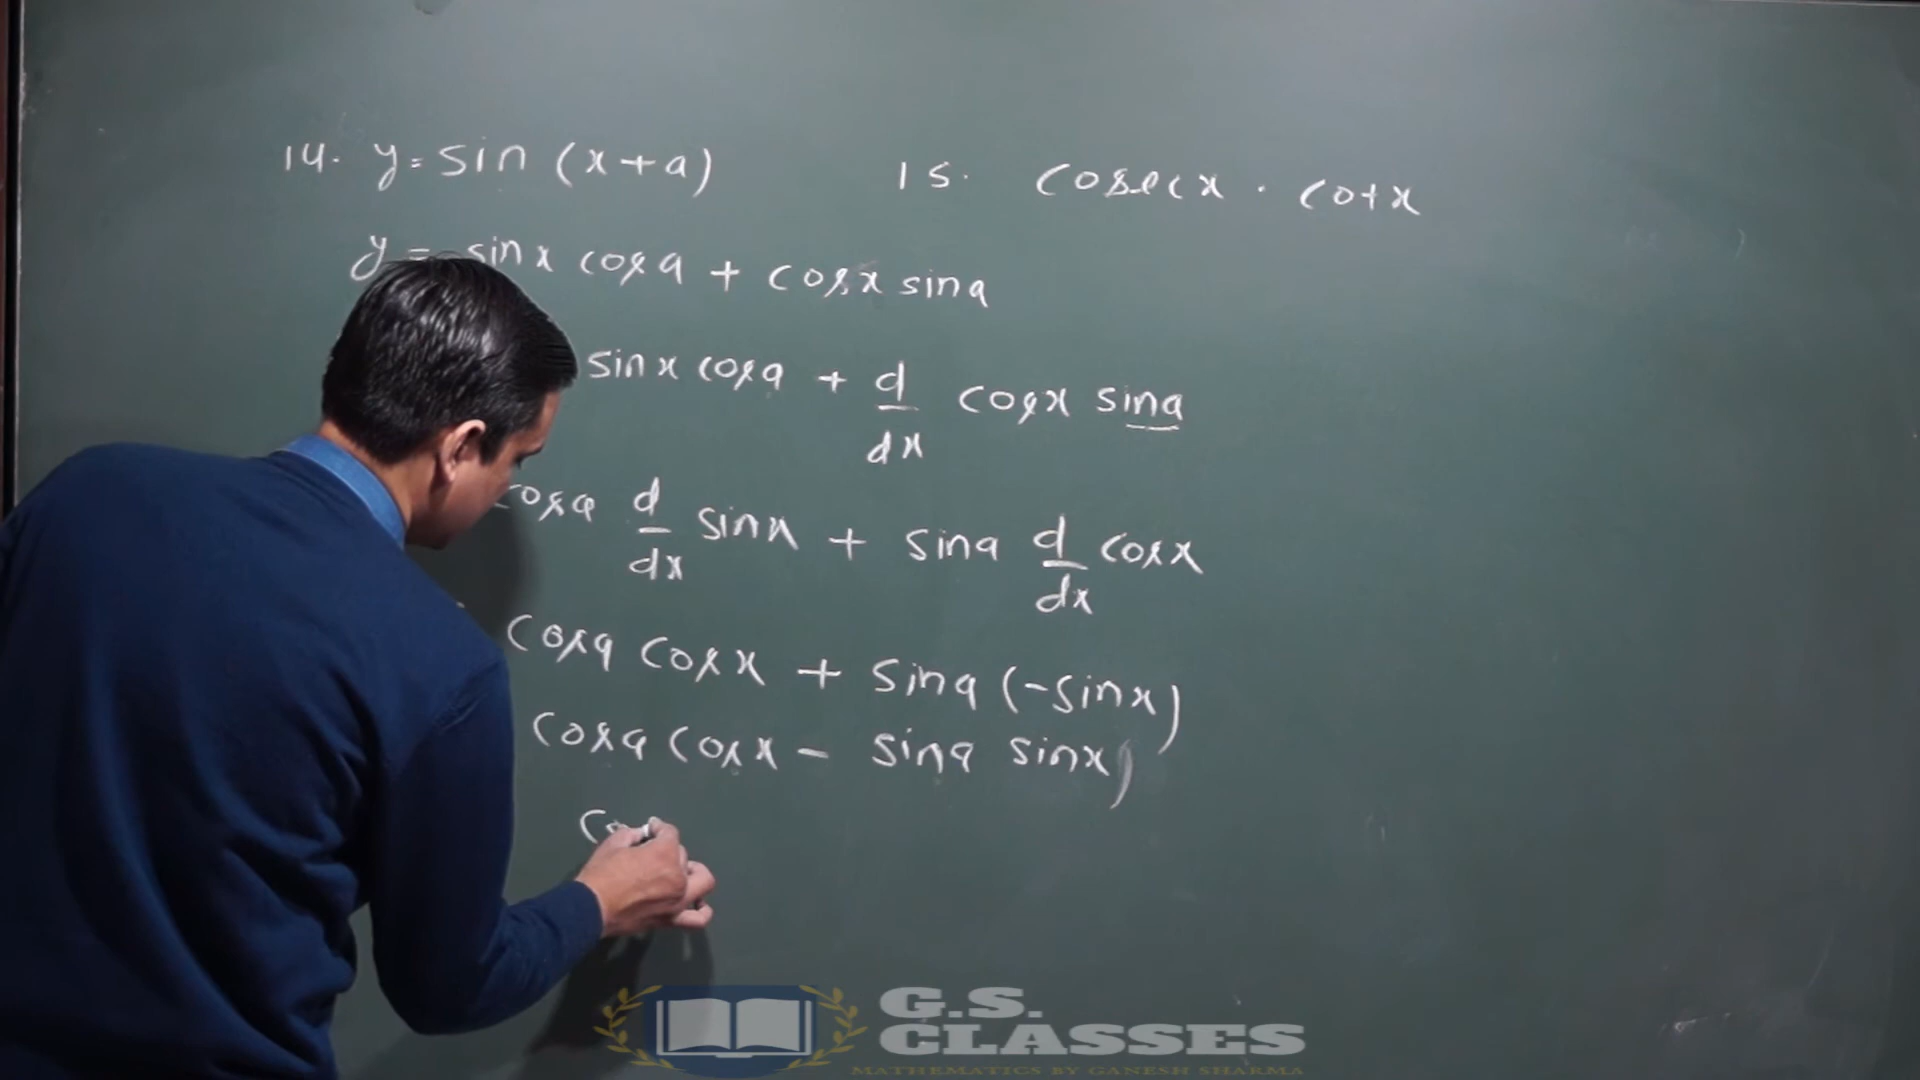 14. y = sin (x+a)
15. cosecx . cotx
y = sinx cosa + cosx sina
sinx cosa + d/dx cosx sina
cosa d/dx sinx + sina d/dx cosx
cosa cosx + sina (-sinx)
cosa cosx - sina sinx)
G.S.
CLASSES
MATHEMATICS BY GANESH SHARMA